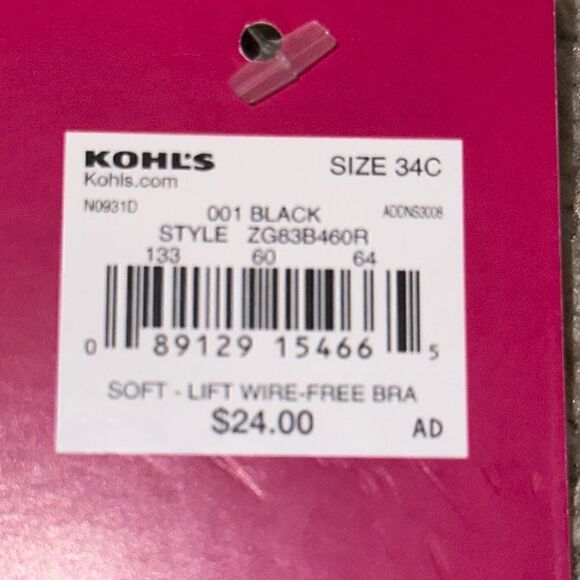 KOHL'S SIZE 34C
Kohls.com
N0931D 001 BLACK ADCNS3008
STYLE ZG83B460R
133 60 64
0 89129 15466 5
SOFT - LIFT WIRE-FREE BRA
$24.00 AD